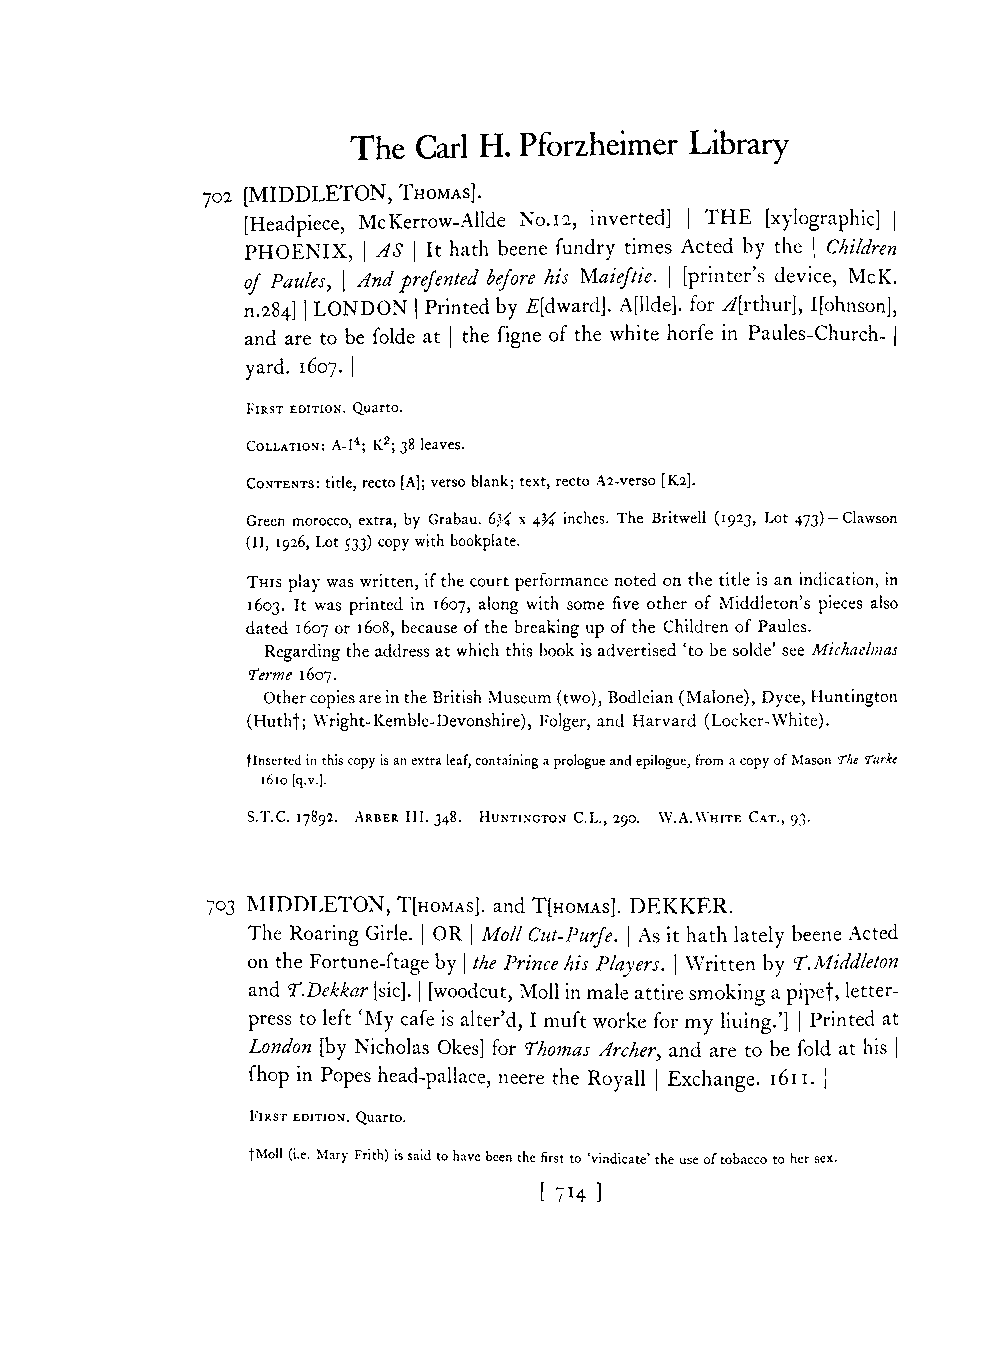 The Carl H. Pforzheimer Library
702 [MIDDLETON, THOMAS].
[Headpiece, McKerrow-Allde No.12, inverted] | THE [xylographic] |
PHOENIX, | AS | It hath beene ſundry times Acted by the | Children
of Paules, | And preſented before his Maieſtie. | [printer's device, McK.
n.284] | LONDON | Printed by E[dward]. A[llde]. for A[rthur], I[ohnson],
and are to be ſolde at | the ſigne of the white horſe in Paules-Church- |
yard. 1607. |
FIRST EDITION. Quarto.
COLLATION: A-I⁴; K²; 38 leaves.
CONTENTS: title, recto [A]; verso blank; text, recto A2-verso [K2].
Green morocco, extra, by Grabau. 6¾ x 4¾ inches. The Britwell (1923, Lot 473)—Clawson
(II, 1926, Lot 533) copy with bookplate.
THIS play was written, if the court performance noted on the title is an indication, in
1603. It was printed in 1607, along with some five other of Middleton's pieces also
dated 1607 or 1608, because of the breaking up of the Children of Paules.
Regarding the address at which this book is advertised 'to be solde' see Michaelmas
Terme 1607.
Other copies are in the British Museum (two), Bodleian (Malone), Dyce, Huntington
(Huth†; Wright-Kemble-Devonshire), Folger, and Harvard (Locker-White).
†Inserted in this copy is an extra leaf, containing a prologue and epilogue, from a copy of Mason The Turke
1610 [q.v.].
S.T.C. 17892. ARBER III. 348. HUNTINGTON C.L., 290. W.A.WHITE CAT., 93.
703 MIDDLETON, T[HOMAS]. and T[HOMAS]. DEKKER.
The Roaring Girle. | OR | Moll Cut-Purſe. | As it hath lately beene Acted
on the Fortune-ſtage by | the Prince his Players. | Written by T.Middleton
and T.Dekkar [sic]. | [woodcut, Moll in male attire smoking a pipe†, letter-
press to left 'My caſe is alter'd, I muſt worke for my liuing.'] | Printed at
London [by Nicholas Okes] for Thomas Archer, and are to be ſold at his |
ſhop in Popes head-pallace, neere the Royall | Exchange. 1611. |
FIRST EDITION. Quarto.
†Moll (i.e. Mary Frith) is said to have been the first to 'vindicate' the use of tobacco to her sex.
[ 714 ]